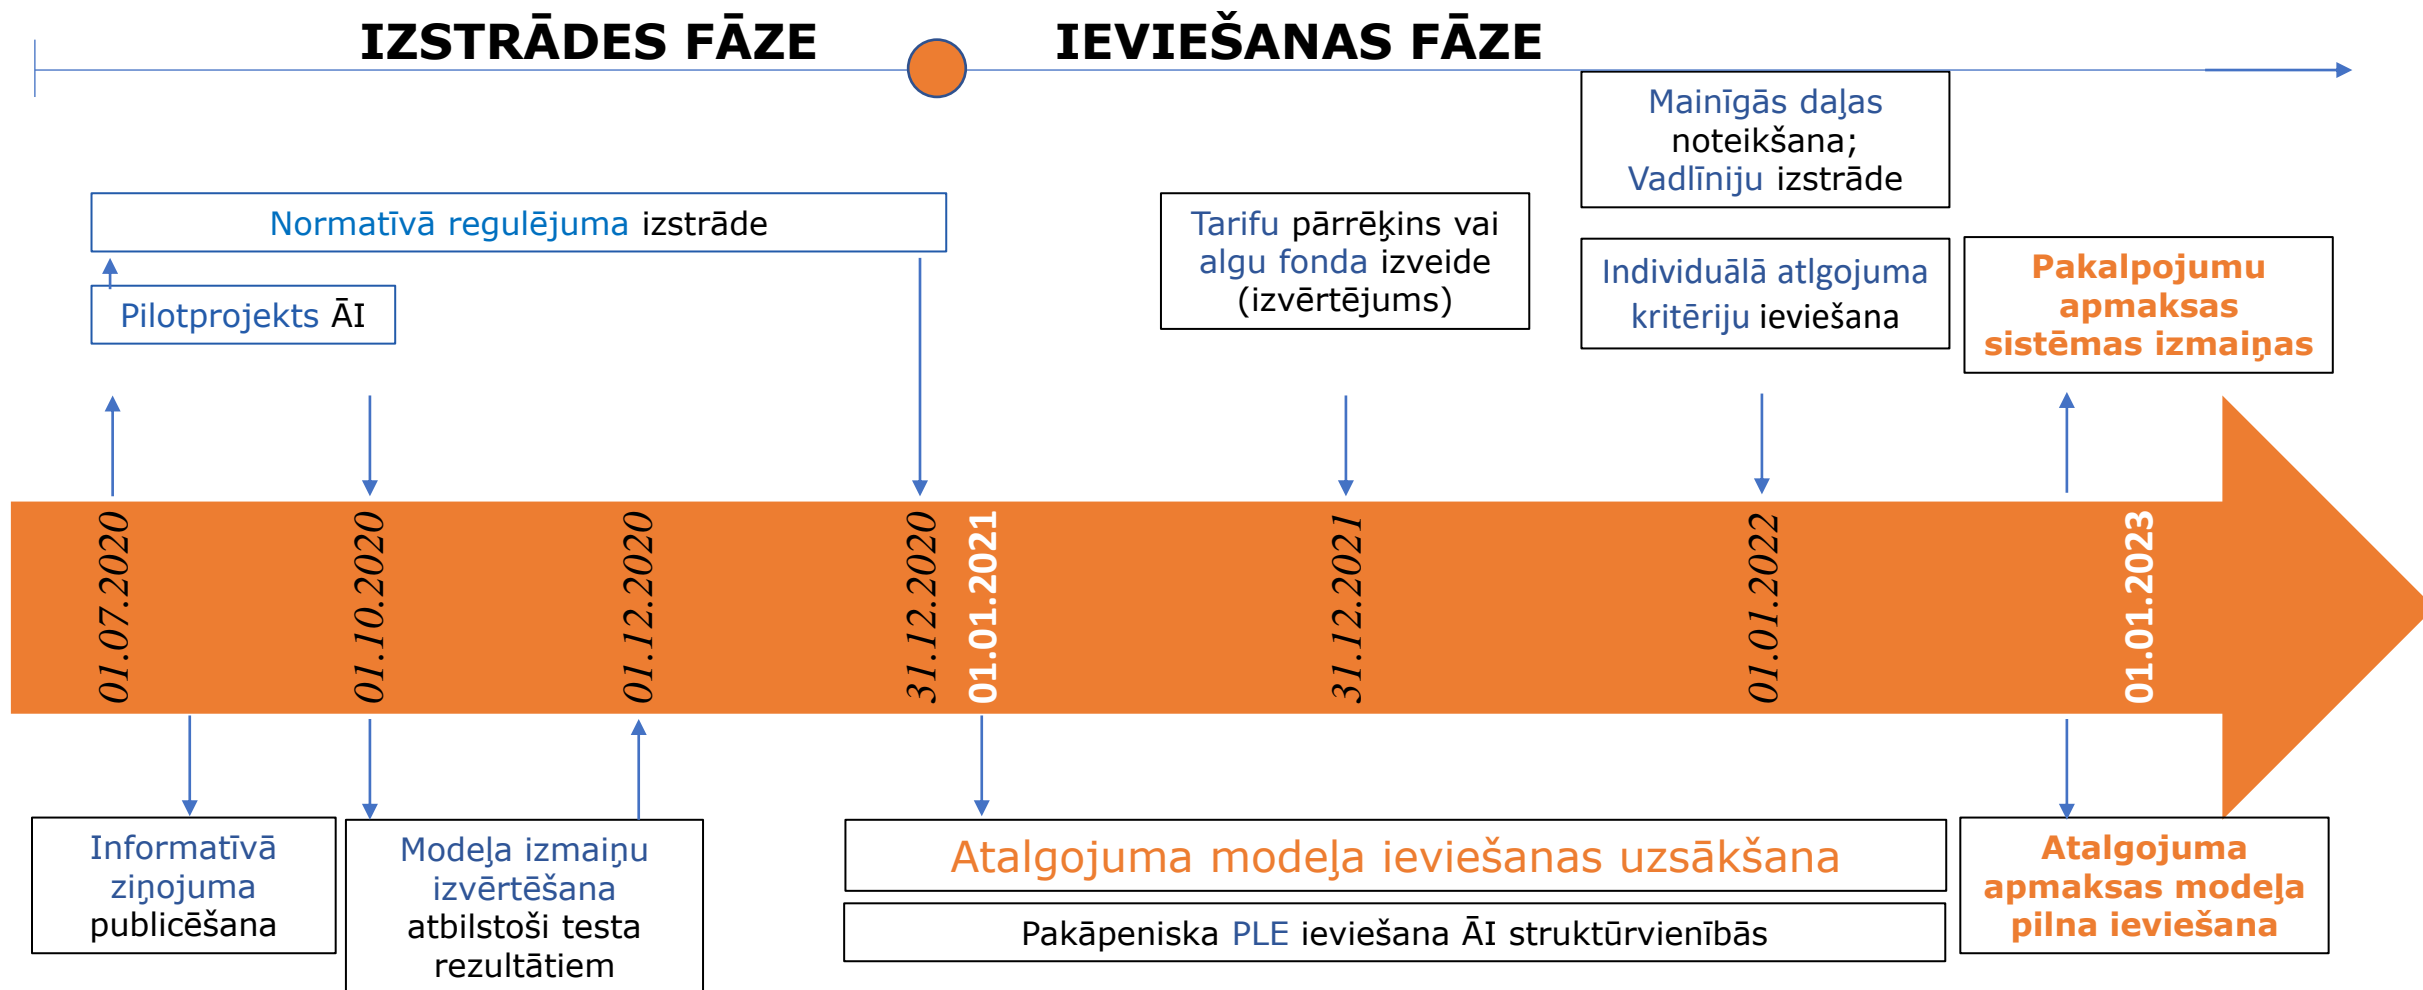 IZSTRĀDES FĀZE
IEVIEŠANAS FĀZE
Mainīgās daļas
noteikšana;
Vadlīniju izstrāde
Normatīvā regulējuma izstrāde
Tarifu pārrēķins vai
algu fonda izveide
(izvērtējums)
Individuālā atlgojuma
kritēriju ieviešana
Pakalpojumu
apmaksas
sistēmas izmaiņas
Pilotprojekts ĀI
01.07.2020
01.10.2020
01.12.2020
31.12.2020
01.01.2021
31.12.2021
01.01.2022
01.01.2023
Informatīvā
ziņojuma
publicēšana
Modeļa izmaiņu
izvērtēšana
atbilstoši testa
rezultātiem
Atalgojuma modeļa ieviešanas uzsākšana
Pakāpeniska PLE ieviešana ĀI struktūrvienībās
Atalgojuma
apmaksas modeļa
pilna ieviešana